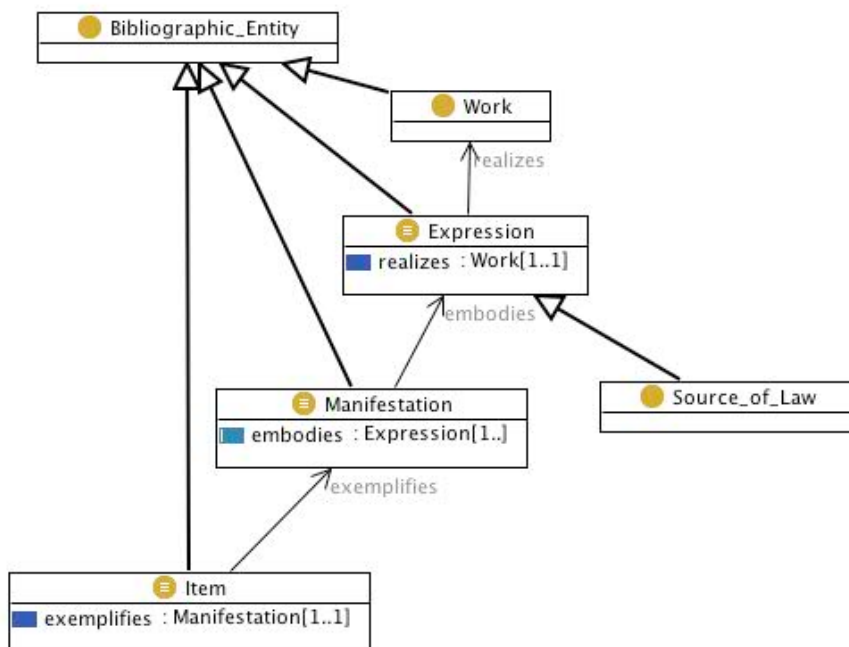 Bibliographic_Entity
Work
realizes
Expression
realizes : Work[1..1]
embodies
Manifestation
embodies : Expression[1..]
Source_of_Law
exemplifies
Item
exemplifies : Manifestation[1..1]